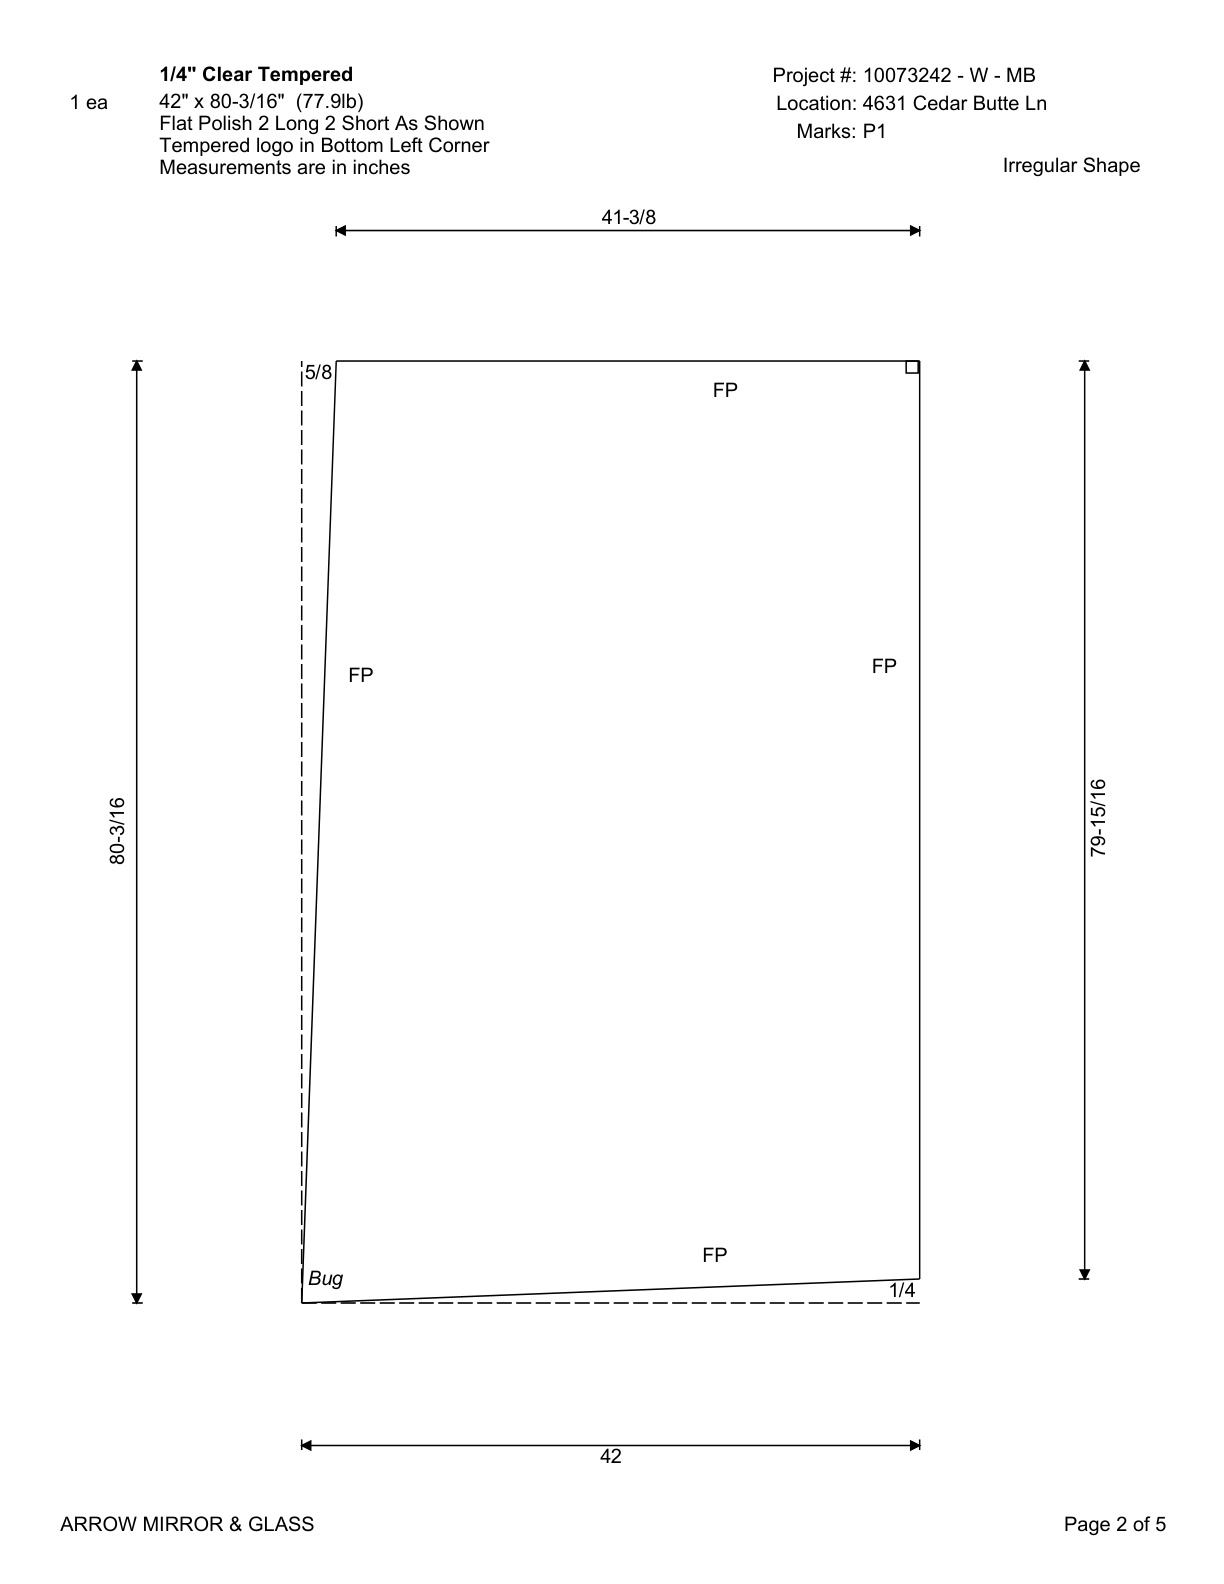 1/4" Clear Tempered
1 ea
42" x 80-3/16" (77.9lb)
Flat Polish 2 Long 2 Short As Shown
Tempered logo in Bottom Left Corner
Measurements are in inches
Project #: 10073242 - W - MB
Location: 4631 Cedar Butte Ln
Marks: P1
Irregular Shape
41-3/8
5/8
FP
FP
FP
80-3/16
79-15/16
FP
Bug
1/4
42
ARROW MIRROR & GLASS
Page 2 of 5